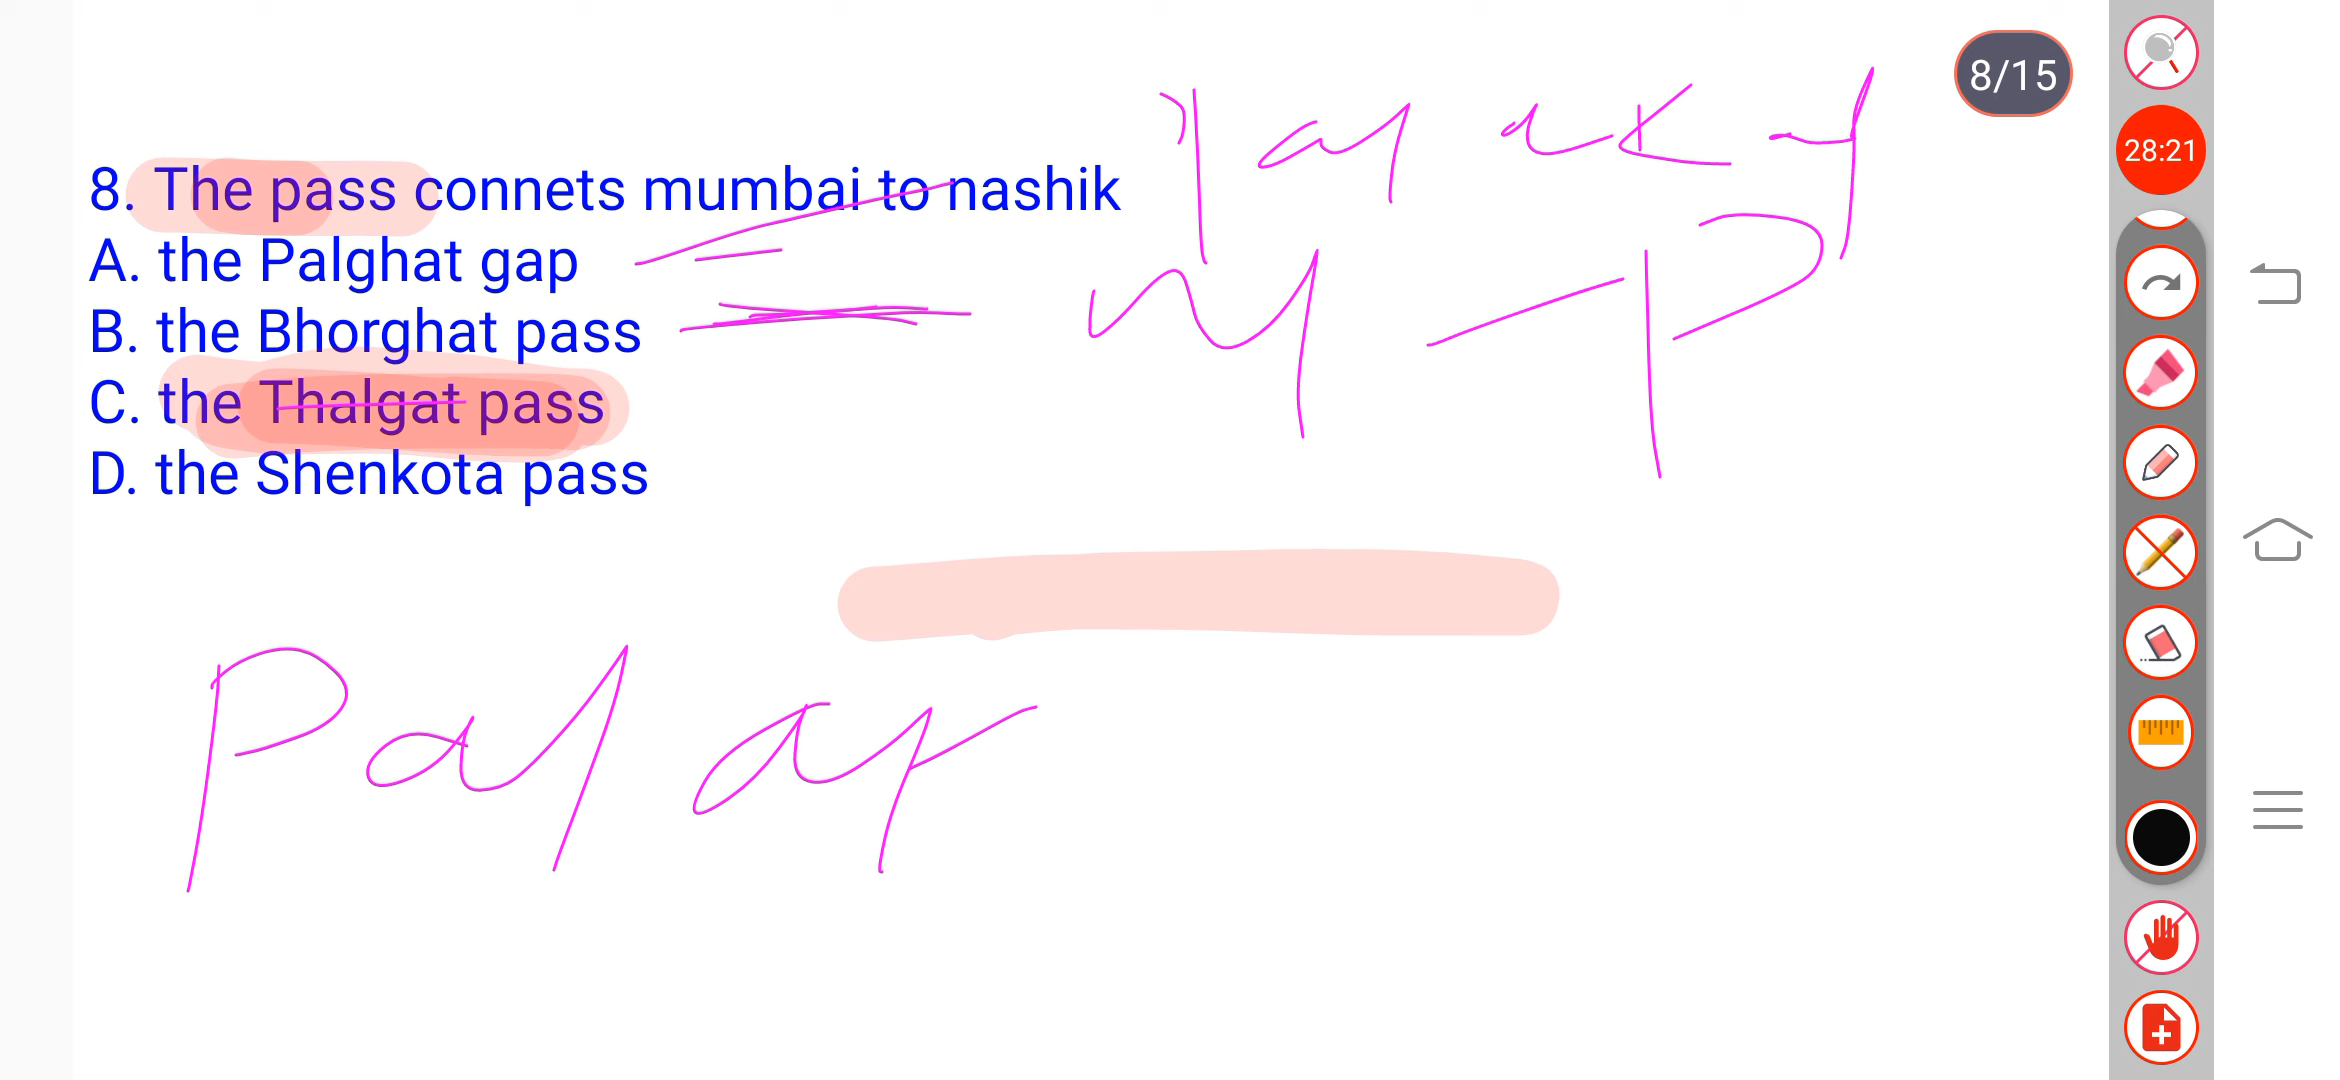 8/15
28:21
8. The pass connets mumbai to nashik
A. the Palghat gap
B. the Bhorghat pass
C. the Thalgat pass
D. the Shenkota pass
M - P